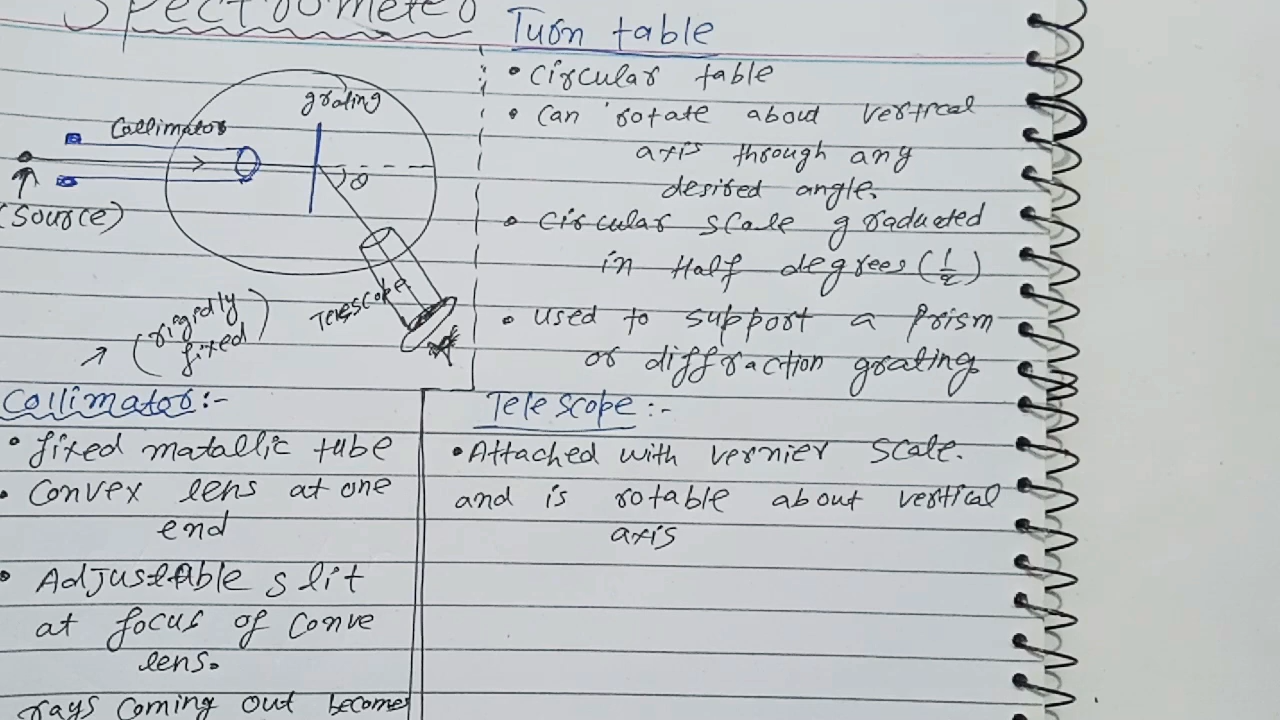 Spectrometer
grating
Collimator
θ
(Source)
Telescope
(ringidly
fixed)
Turn table
• Circular table
• Can rotate about vertical
axis through any
desired angle.
• Circular scale graduated
in Half degrees (1/2)
• used to support a Prism
or diffraction grating.
Collimator:-
• fixed matallic tube
• Convex lens at one
end
• Adjustable slit
at focus of Conve
lens.
rays coming out becomes
Telescope:-
• Attached with vernier scale.
and is rotable about vertical
axis